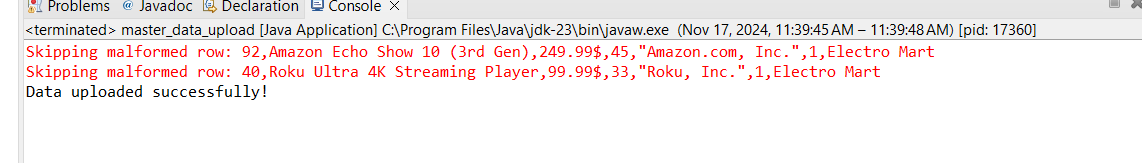 Problems @ Javadoc Declaration Console ×
<terminated> master_data_upload [Java Application] C:\Program Files\Java\jdk-23\bin\javaw.exe (Nov 17, 2024, 11:39:45 AM – 11:39:48 AM) [pid: 17360]
Skipping malformed row: 92,Amazon Echo Show 10 (3rd Gen),249.99$,45,"Amazon.com, Inc.",1,Electro Mart
Skipping malformed row: 40,Roku Ultra 4K Streaming Player,99.99$,33,"Roku, Inc.",1,Electro Mart
Data uploaded successfully!